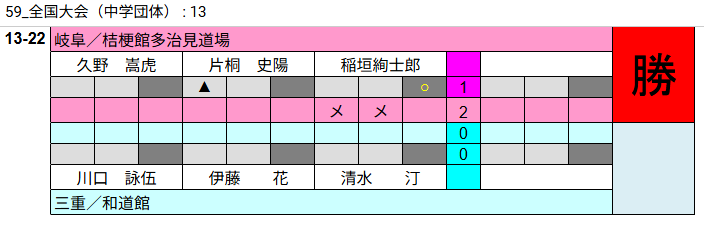 59_全国大会（中学団体）: 13
13-22 岐阜／桔梗館多治見道場 勝
久野 嵩虎 片桐 史陽 稲垣絢士郎
▲ ○ 1
メ メ 2
0
0
川口 詠伍 伊藤 花 清水 汀
三重／和道館